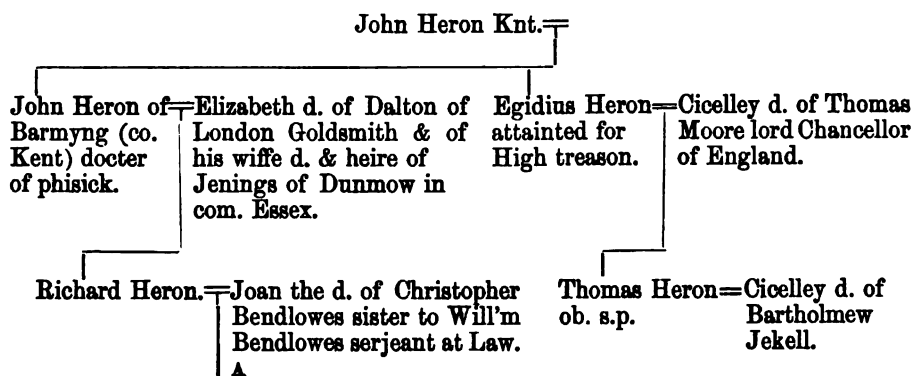 John Heron Knt.
John Heron of
Barmyng (co.
Kent) docter
of phisick.
Elizabeth d. of Dalton of
London Goldsmith & of
his wiffe d. & heire of
Jenings of Dunmow in
com. Essex.
Egidius Heron
attainted for
High treason.
Cicelley d. of Thomas
Moore lord Chancellor
of England.
Richard Heron.
Joan the d. of Christopher
Bendlowes sister to Will'm
Bendlowes serjeant at Law.
A
Thomas Heron
ob. s.p.
Cicelley d. of
Bartholmew
Jekell.